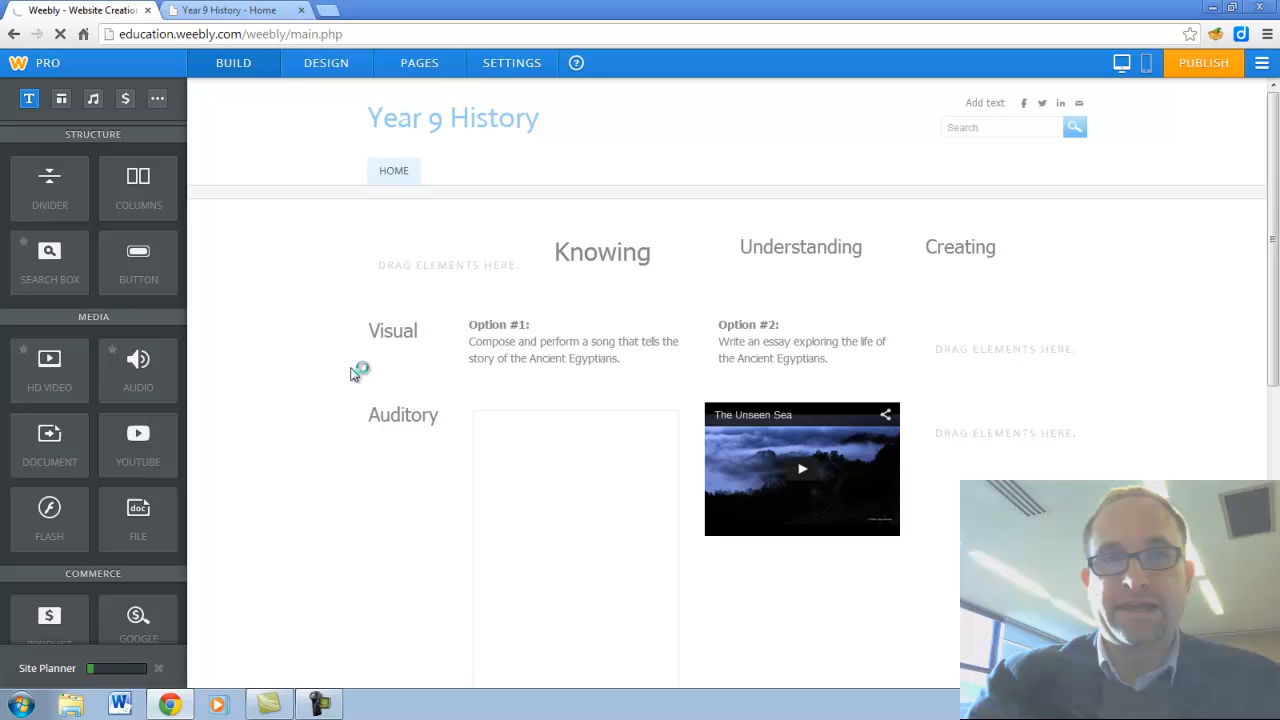 Weebly - Website Creation
Year 9 History - Home
education.weebly.com/weebly/main.php
PRO
BUILD
DESIGN
PAGES
SETTINGS
?
PUBLISH
STRUCTURE
DIVIDER
COLUMNS
SEARCH BOX
BUTTON
MEDIA
HD VIDEO
AUDIO
DOCUMENT
YOUTUBE
FLASH
doc
FILE
COMMERCE
PRODUCT
GOOGLE
Site Planner
Year 9 History
Add text
Search
HOME
DRAG ELEMENTS HERE.
Knowing
Understanding
Creating
Visual
Option #1:
Compose and perform a song that tells the
story of the Ancient Egyptians.
Option #2:
Write an essay exploring the life of
the Ancient Egyptians.
DRAG ELEMENTS HERE.
Auditory
The Unseen Sea
DRAG ELEMENTS HERE.